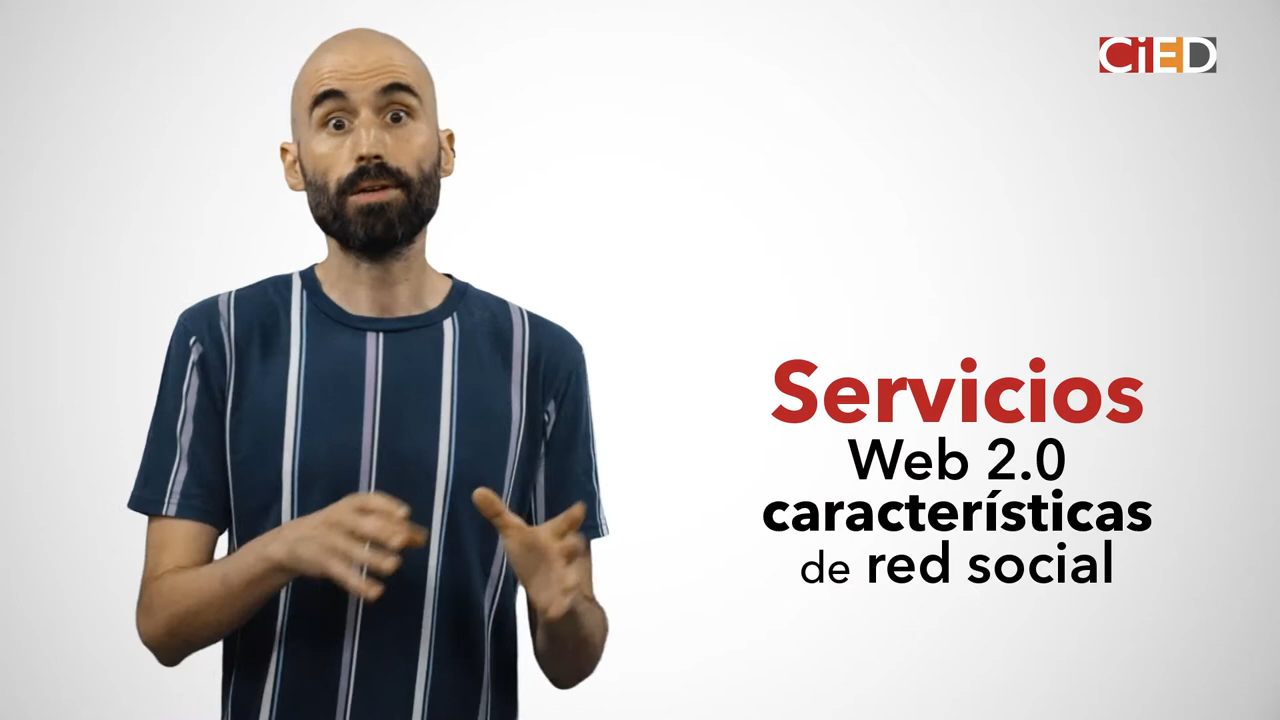 CiED
Servicios
Web 2.0
características
de red social